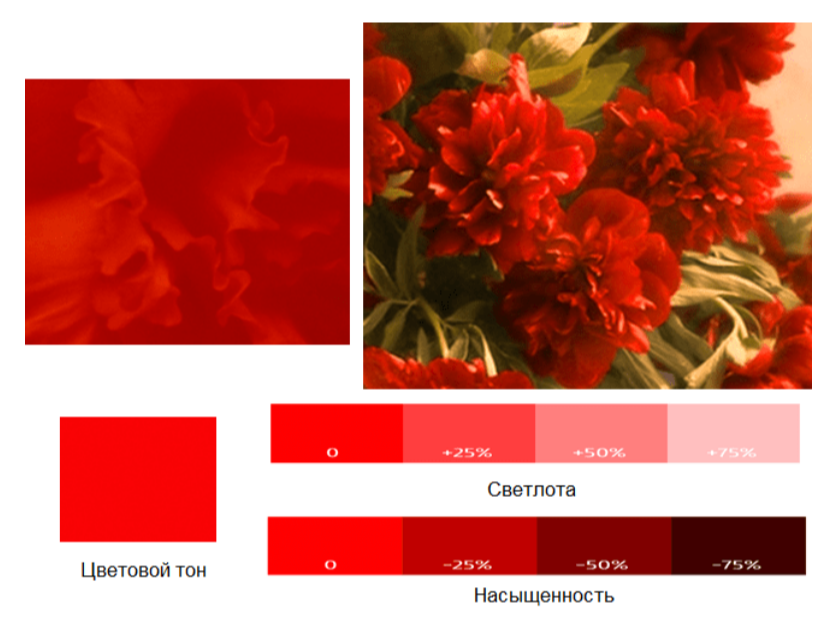 0 +25% +50% +75%
Светлота
0 -25% -50% -75%
Цветовой тон
Насыщенность